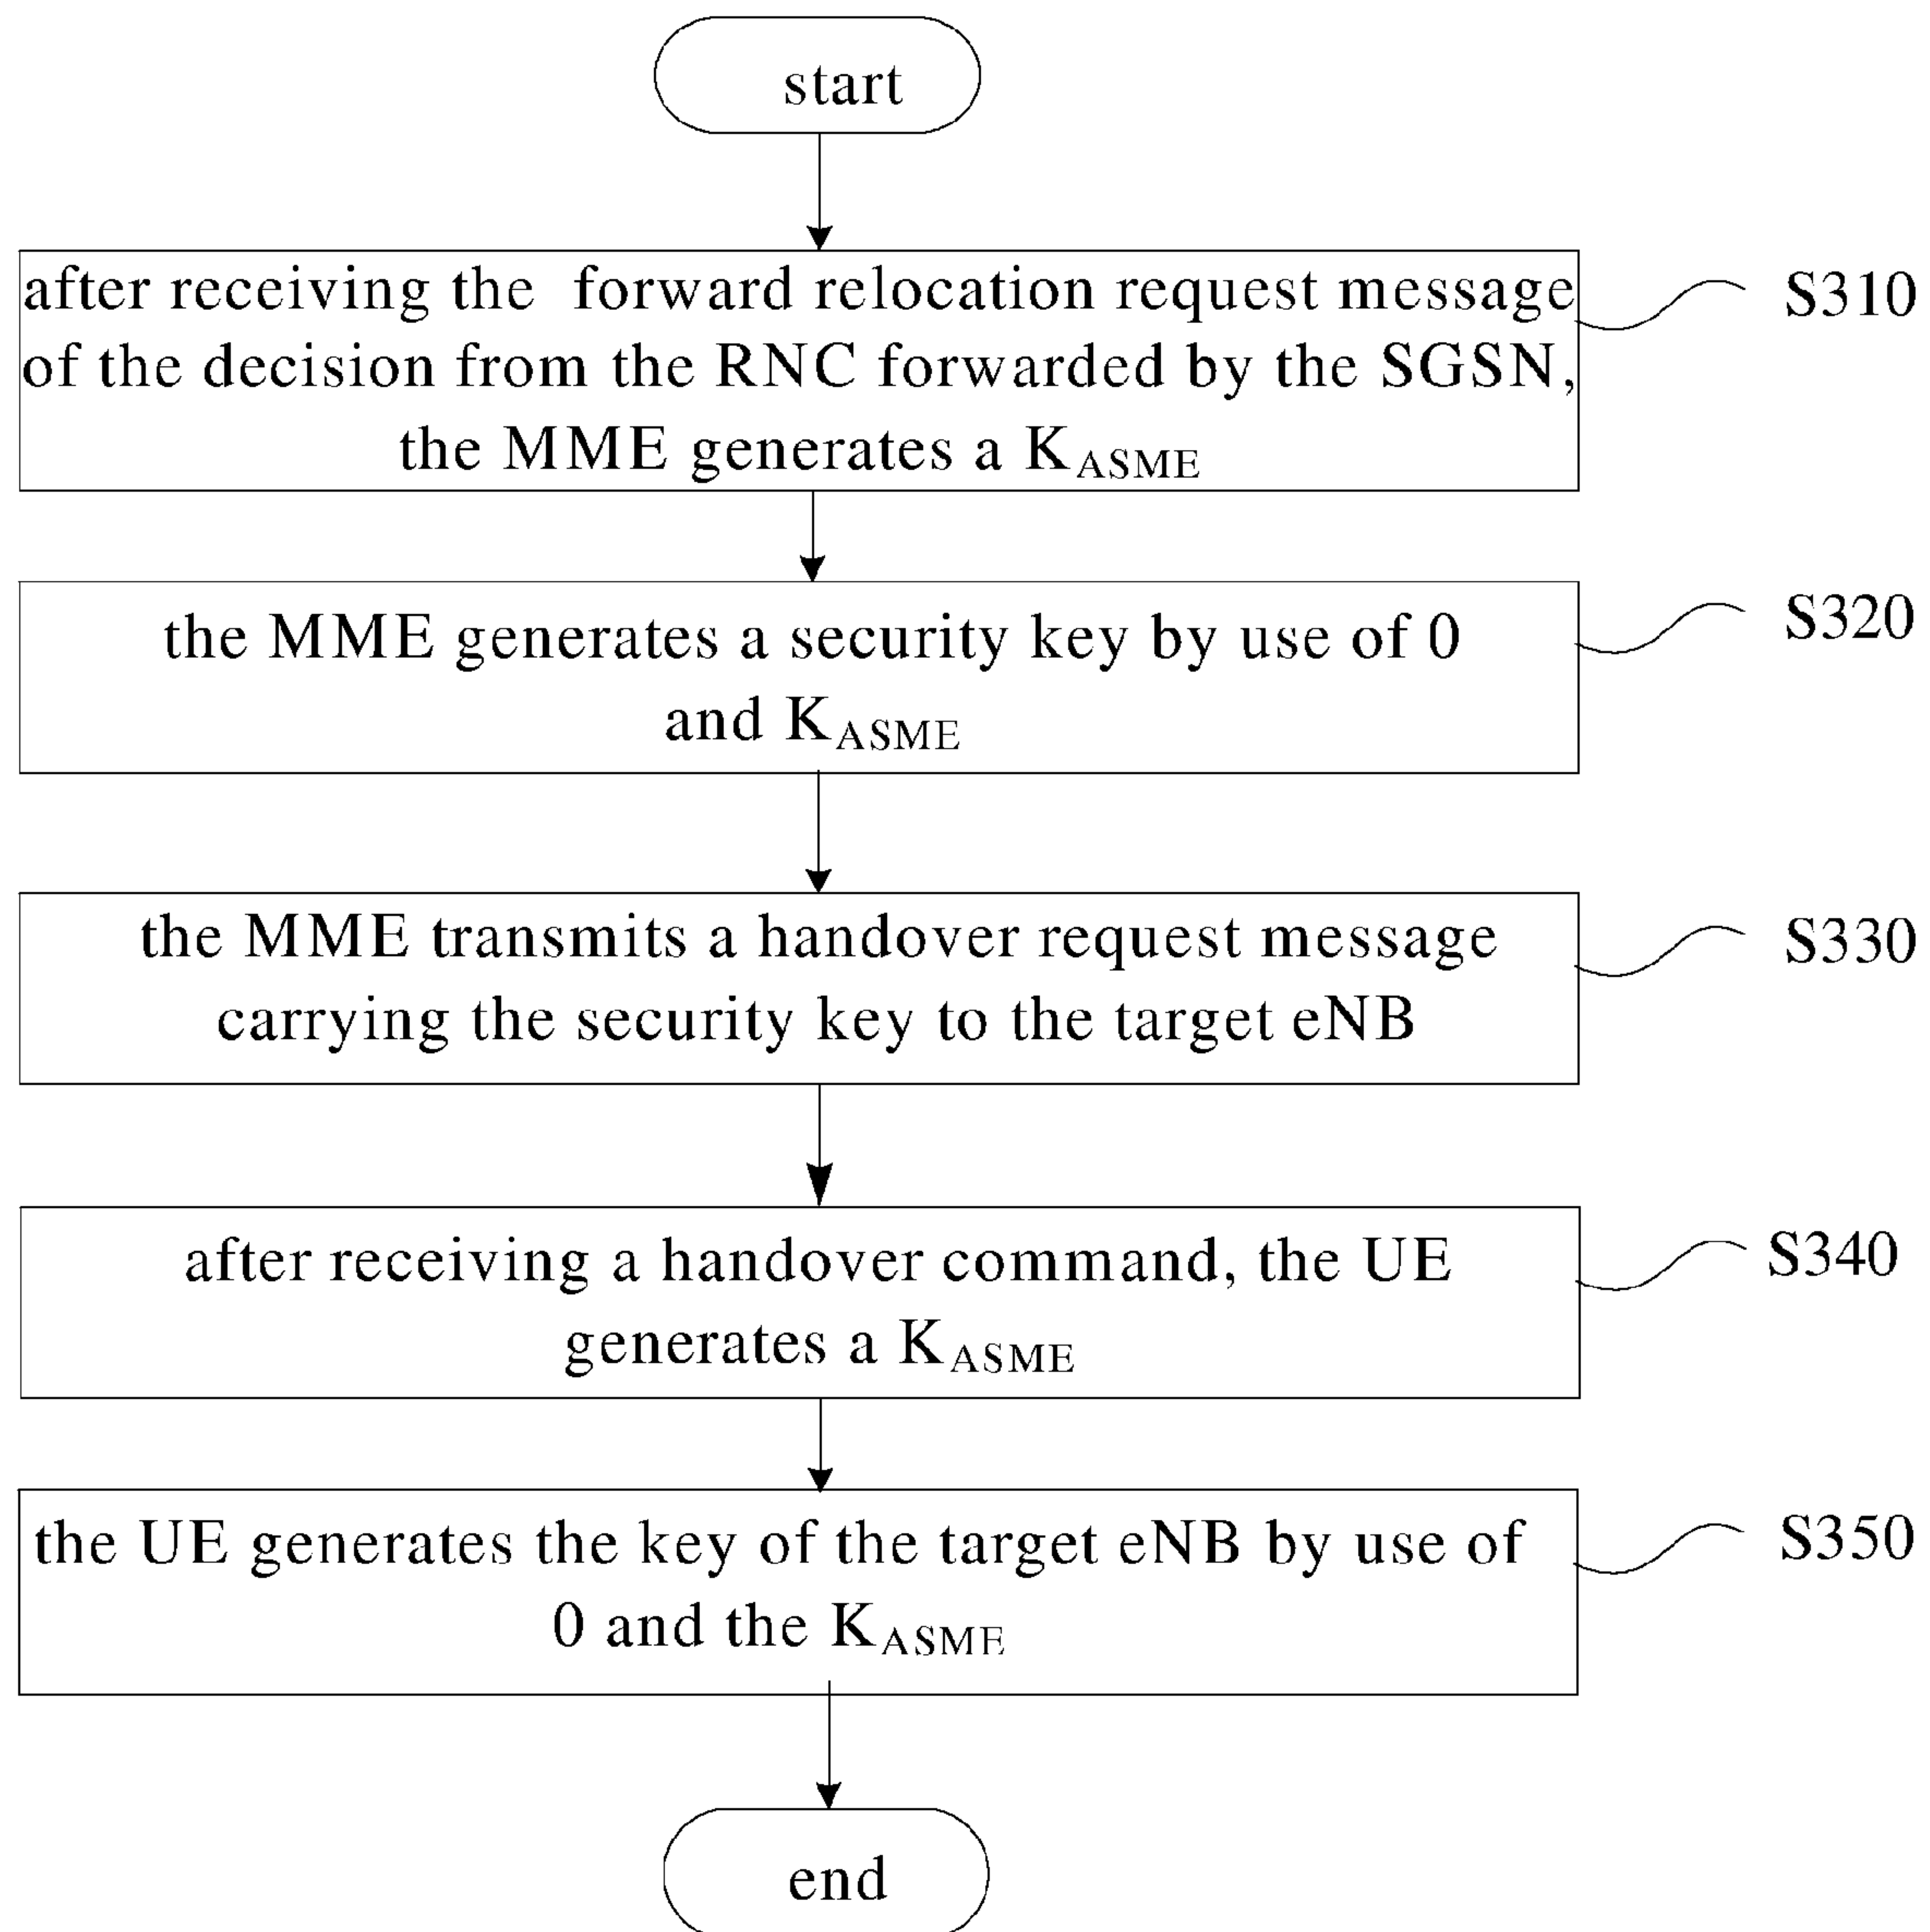 start
after receiving the forward relocation request message
of the decision from the RNC forwarded by the SGSN,
the MME generates a KASME
S310
the MME generates a security key by use of 0
and KASME
S320
the MME transmits a handover request message
carrying the security key to the target eNB
S330
after receiving a handover command, the UE
generates a KASME
S340
the UE generates the key of the target eNB by use of
0 and the KASME
S350
end